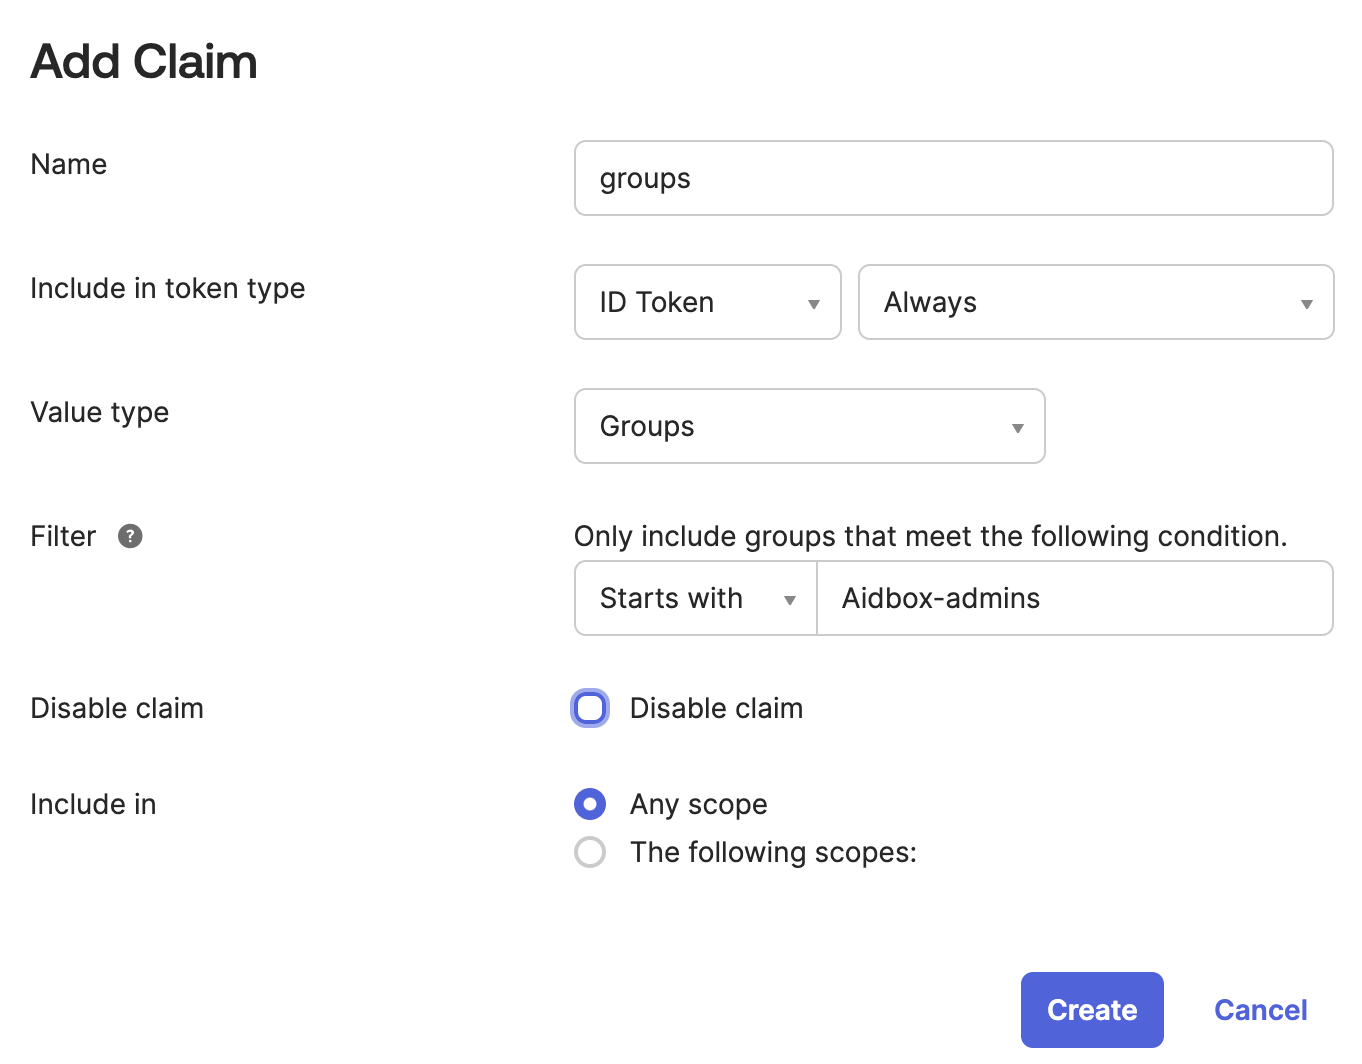 Add Claim
Name
groups
Include in token type
ID Token
Always
Value type
Groups
Filter ?
Only include groups that meet the following condition.
Starts with
Aidbox-admins
Disable claim
Disable claim
Include in
Any scope
The following scopes:
Create
Cancel